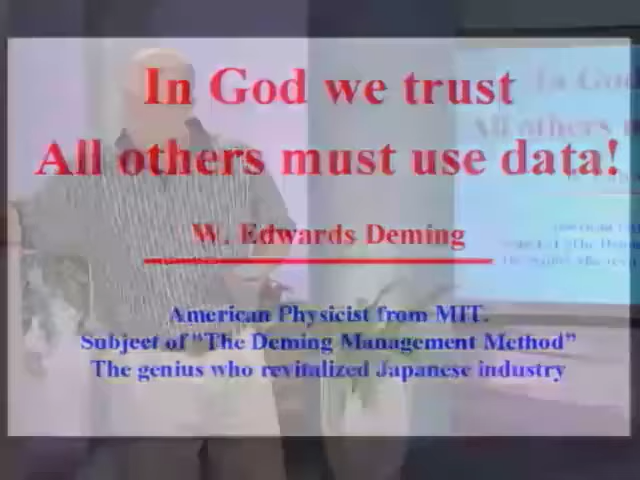 In God we trust
All others must use data!
W. Edwards Deming
American Physicist from MIT.
Subject of "The Deming Management Method"
The genius who revitalized Japanese industry